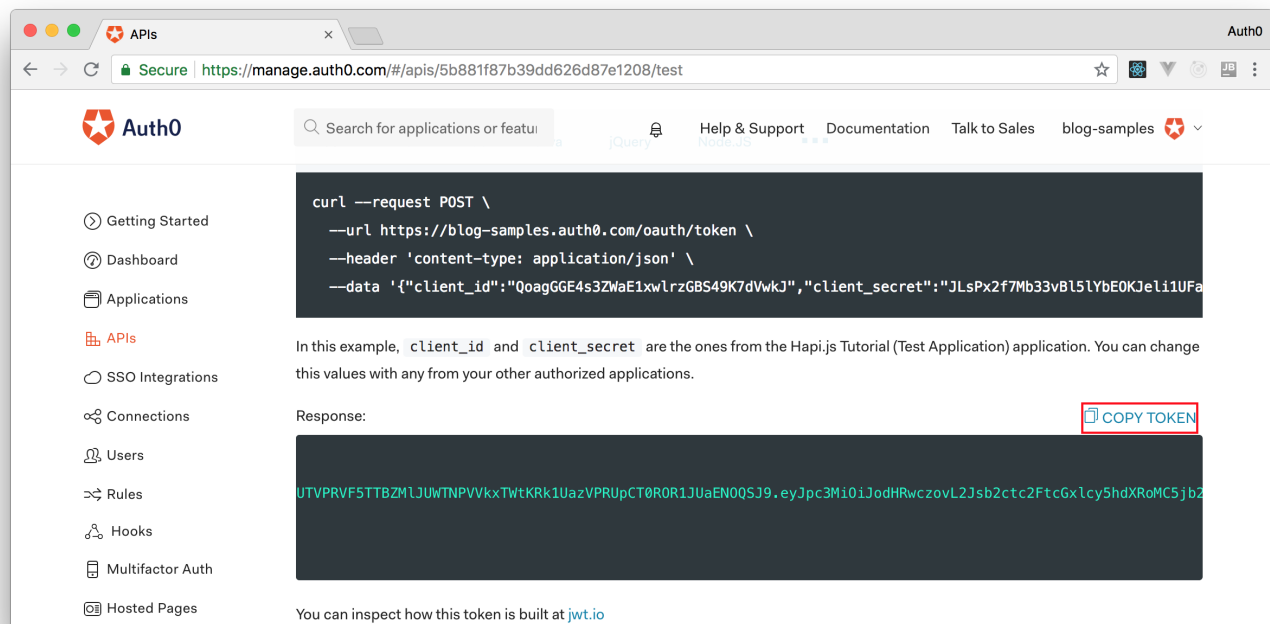 APIs
Auth0
Secure
https://manage.auth0.com/#/apis/5b881f87b39dd626d87e1208/test
JB
Auth0
Search for applications or featu
Help & Support
Documentation
Talk to Sales
blog-samples
jQuery
Node.JS
Getting Started
Dashboard
Applications
APIs
SSO Integrations
Connections
Users
Rules
Hooks
Multifactor Auth
Hosted Pages
curl --request POST \
--url https://blog-samples.auth0.com/oauth/token \
--header 'content-type: application/json' \
--data '{"client_id":"QoagGGE4s3ZWaE1xwlrzGBS49K7dVwkJ","client_secret":"JLsPx2f7Mb33vBl5lYbEOKJeli1UFa
In this example, client_id and client_secret are the ones from the Hapi.js Tutorial (Test Application) application. You can change
this values with any from your other authorized applications.
Response:
COPY TOKEN
UTVPRVF5TTBZMlJUWTNPVVkxTWtKRk1UazVPRUpCT0ROR1JUaENOQSJ9.eyJpc3MiOiJodHRwczovL2Jsb2ctc2FtcGxlcy5hdXRoMC5jb2
You can inspect how this token is built at jwt.io